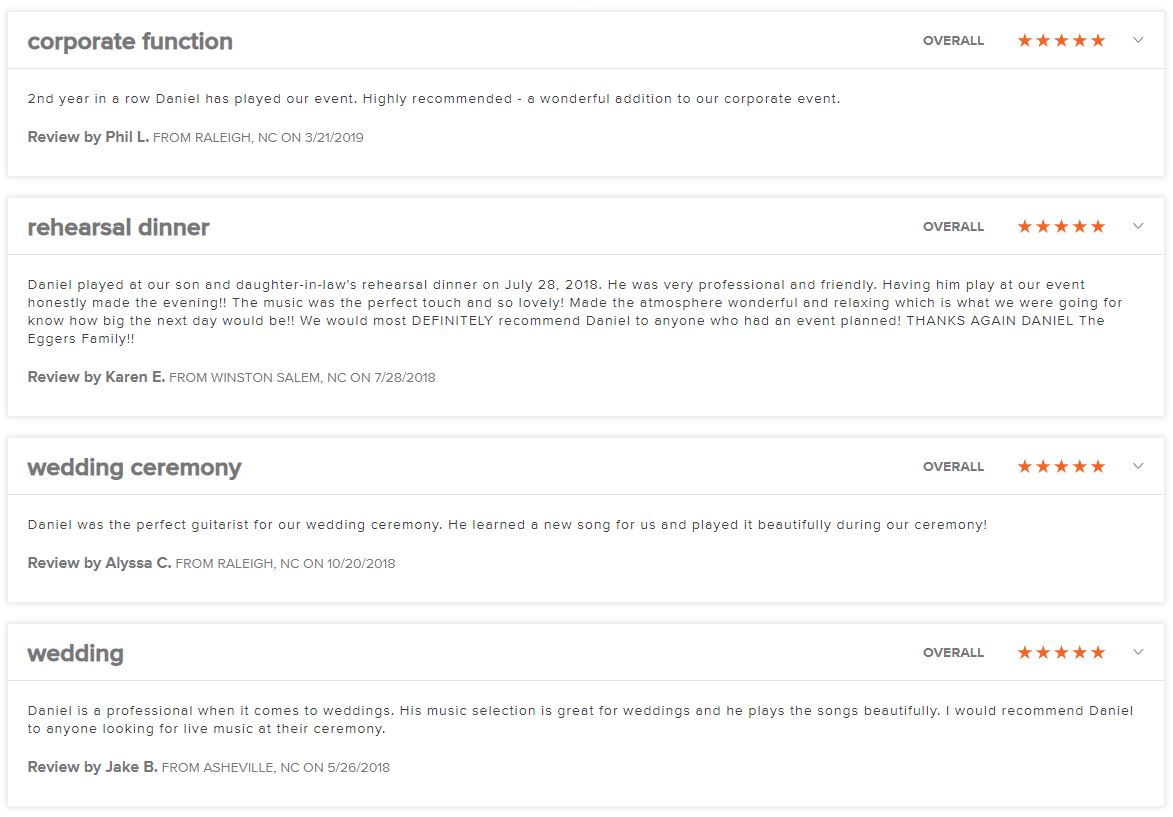 corporate function
OVERALL
2nd year in a row Daniel has played our event. Highly recommended - a wonderful addition to our corporate event.
Review by Phil L. FROM RALEIGH, NC ON 3/21/2019
rehearsal dinner
OVERALL
Daniel played at our son and daughter-in-law's rehearsal dinner on July 28, 2018. He was very professional and friendly. Having him play at our event
honestly made the evening!! The music was the perfect touch and so lovely! Made the atmosphere wonderful and relaxing which is what we were going for
know how big the next day would be!! We would most DEFINITELY recommend Daniel to anyone who had an event planned! THANKS AGAIN DANIEL The
Eggers Family!!
Review by Karen E. FROM WINSTON SALEM, NC ON 7/28/2018
wedding ceremony
OVERALL
Daniel was the perfect guitarist for our wedding ceremony. He learned a new song for us and played it beautifully during our ceremony!
Review by Alyssa C. FROM RALEIGH, NC ON 10/20/2018
wedding
OVERALL
Daniel is a professional when it comes to weddings. His music selection is great for weddings and he plays the songs beautifully. I would recommend Daniel
to anyone looking for live music at their ceremony.
Review by Jake B. FROM ASHEVILLE, NC ON 5/26/2018